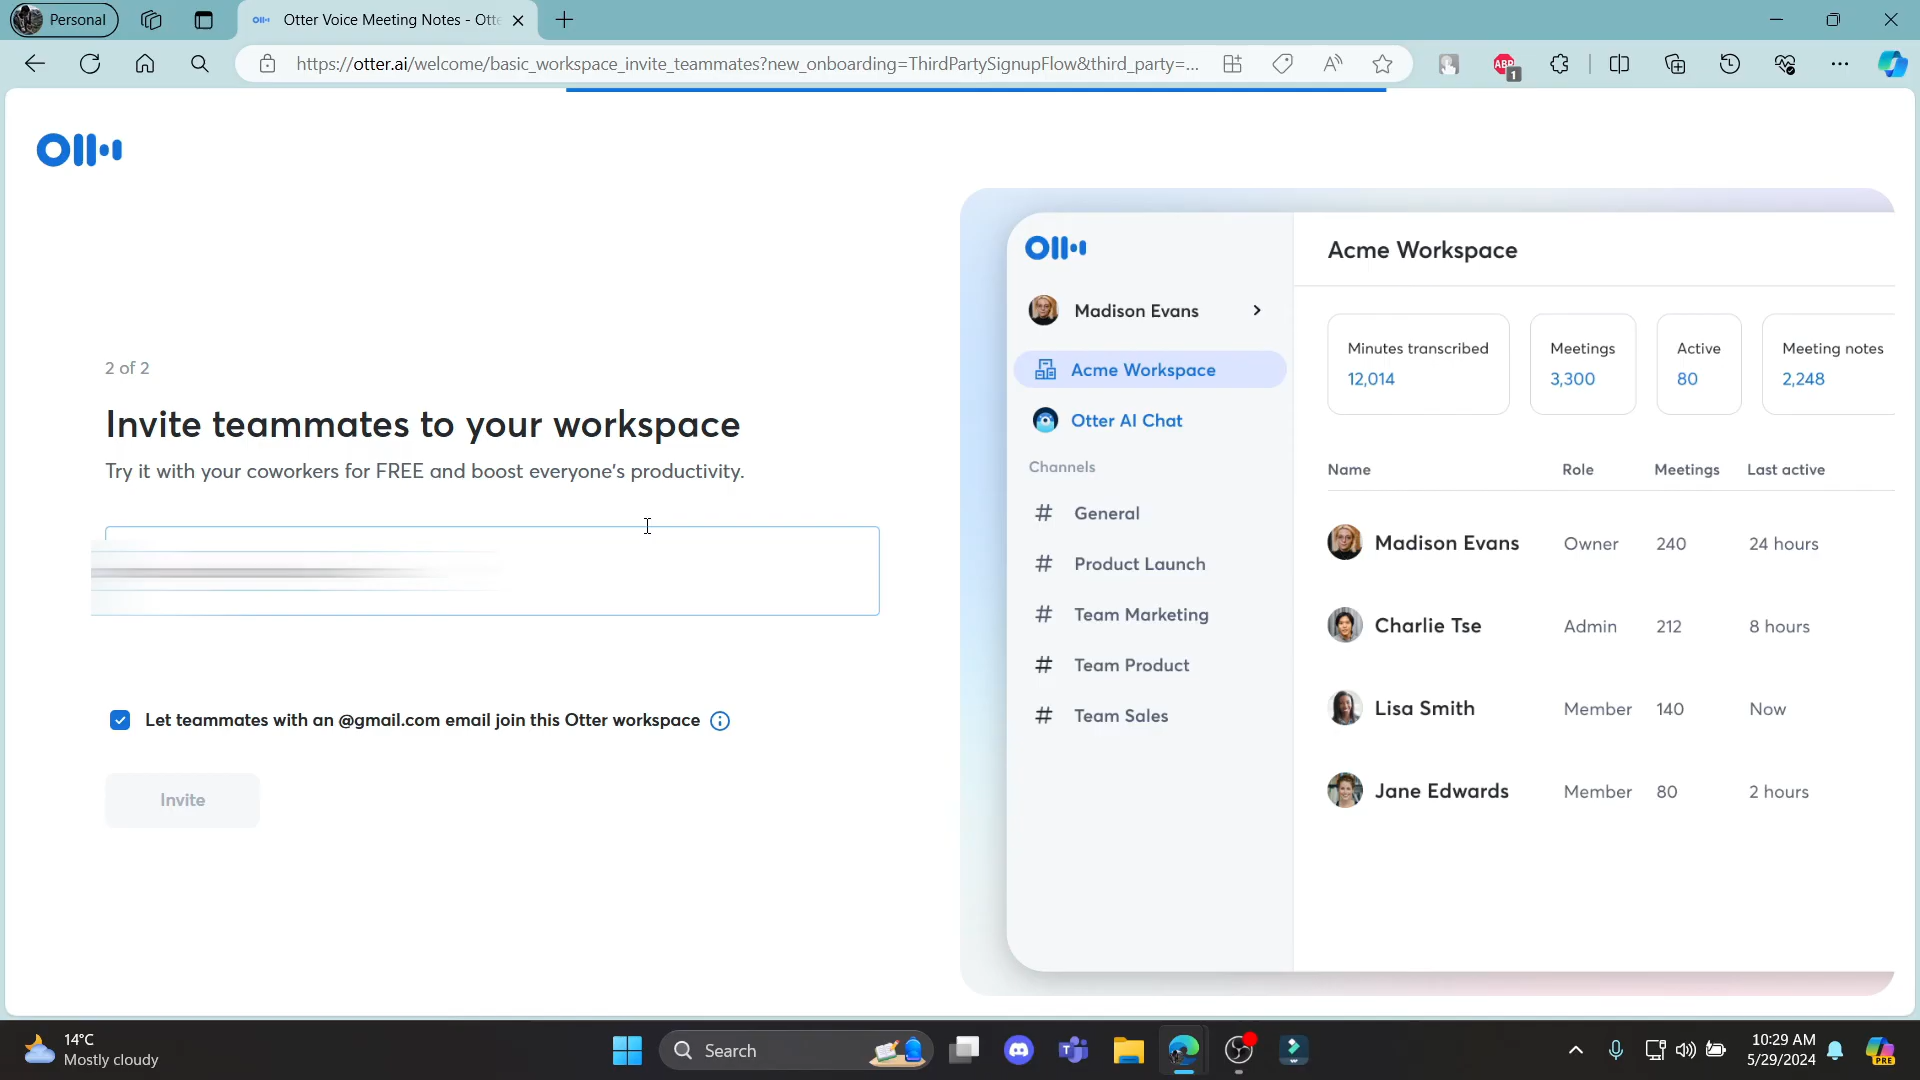 Personal
Otter Voice Meeting Notes - Otte
https://otter.ai/welcome/basic_workspace_invite_teammates?new_onboarding=ThirdPartySignupFlow&third_party=...
ABP
1
2 of 2
Invite teammates to your workspace
Try it with your coworkers for FREE and boost everyone's productivity.
Let teammates with an @gmail.com email join this Otter workspace
Invite
Madison Evans
Acme Workspace
Otter AI Chat
Channels
# General
# Product Launch
# Team Marketing
# Team Product
# Team Sales
Acme Workspace
Minutes transcribed
12,014
Meetings
3,300
Active
80
Meeting notes
2,248
Name Role Meetings Last active
Madison Evans Owner 240 24 hours
Charlie Tse Admin 212 8 hours
Lisa Smith Member 140 Now
Jane Edwards Member 80 2 hours
14°C
Mostly cloudy
Search
10:29 AM
5/29/2024
PRE